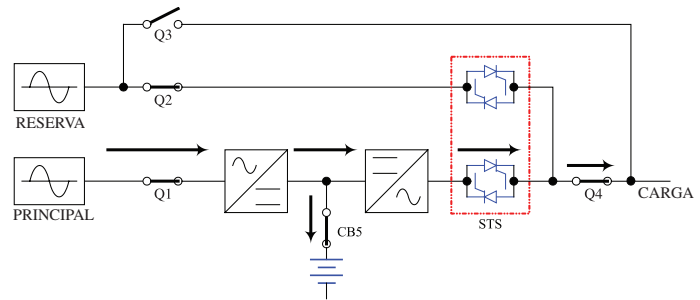 Q3
Q2
RESERVA
PRINCIPAL
Q1
CB5
STS
Q4
CARGA